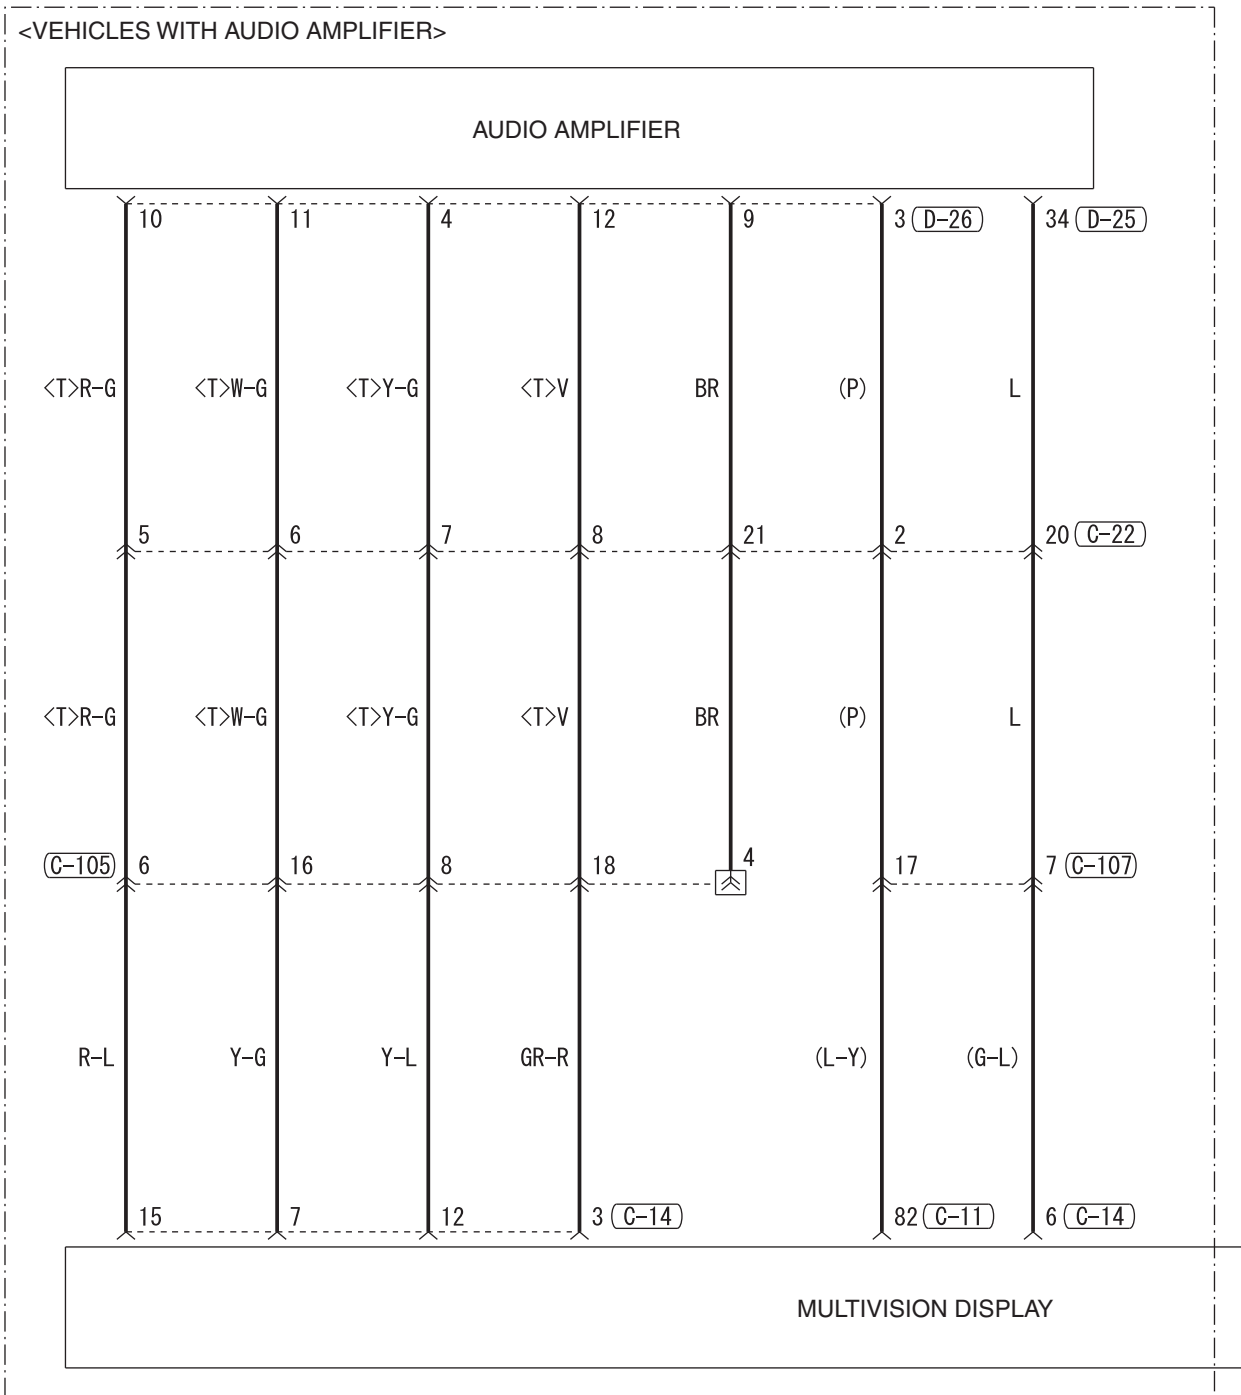 <VEHICLES WITH AUDIO AMPLIFIER>
AUDIO AMPLIFIER
10 11 4 12 9 3 D-26 34 D-25
<T>R-G <T>W-G <T>Y-G <T>V BR (P) L
5 6 7 8 21 2 20 C-22
<T>R-G <T>W-G <T>Y-G <T>V BR (P) L
C-105 6 16 8 18 4 17 7 C-107
R-L Y-G Y-L GR-R (L-Y) (G-L)
15 7 12 3 C-14 82 C-11 6 C-14
MULTIVISION DISPLAY